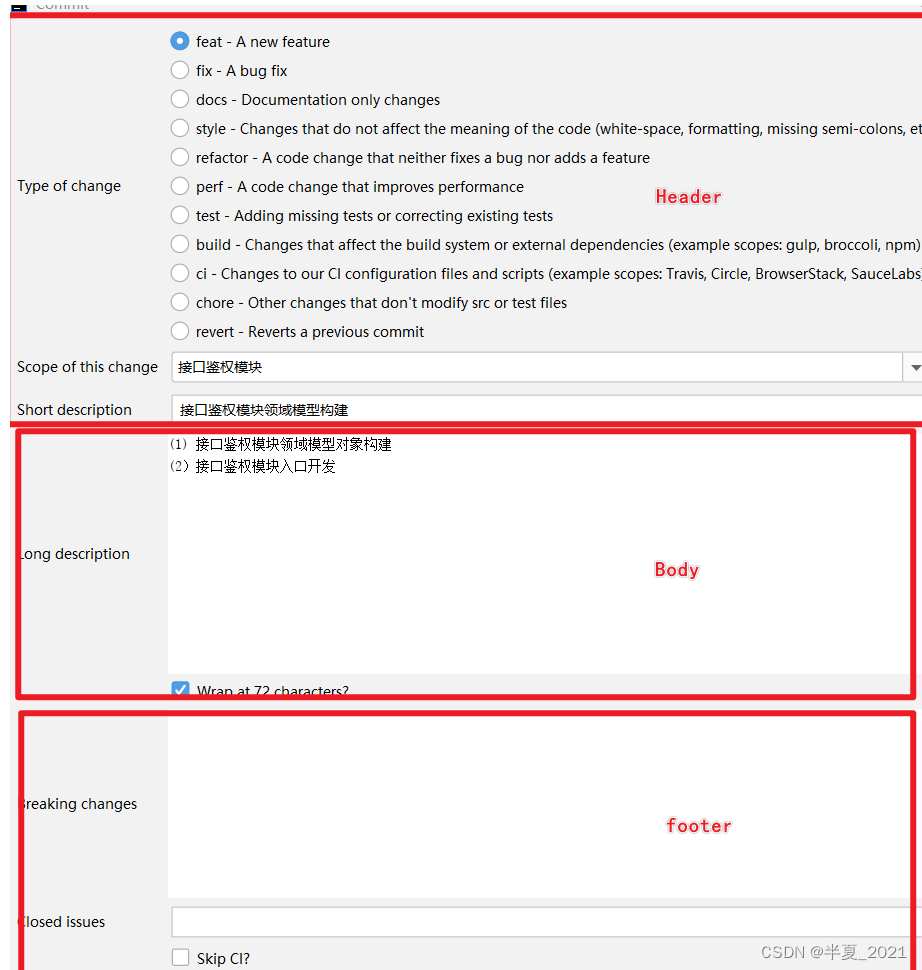 Commit
feat - A new feature
fix - A bug fix
docs - Documentation only changes
style - Changes that do not affect the meaning of the code (white-space, formatting, missing semi-colons, et
refactor - A code change that neither fixes a bug nor adds a feature
Type of change
perf - A code change that improves performance
Header
test - Adding missing tests or correcting existing tests
build - Changes that affect the build system or external dependencies (example scopes: gulp, broccoli, npm)
ci - Changes to our CI configuration files and scripts (example scopes: Travis, Circle, BrowserStack, SauceLabs
chore - Other changes that don't modify src or test files
revert - Reverts a previous commit
Scope of this change 接口鉴权模块
Short description 接口鉴权模块领域模型构建
(1) 接口鉴权模块领域模型对象构建
(2) 接口鉴权模块入口开发
Long description
Body
Wrap at 72 characters?
Breaking changes
footer
Closed issues
Skip CI?
CSDN @半夏_2021